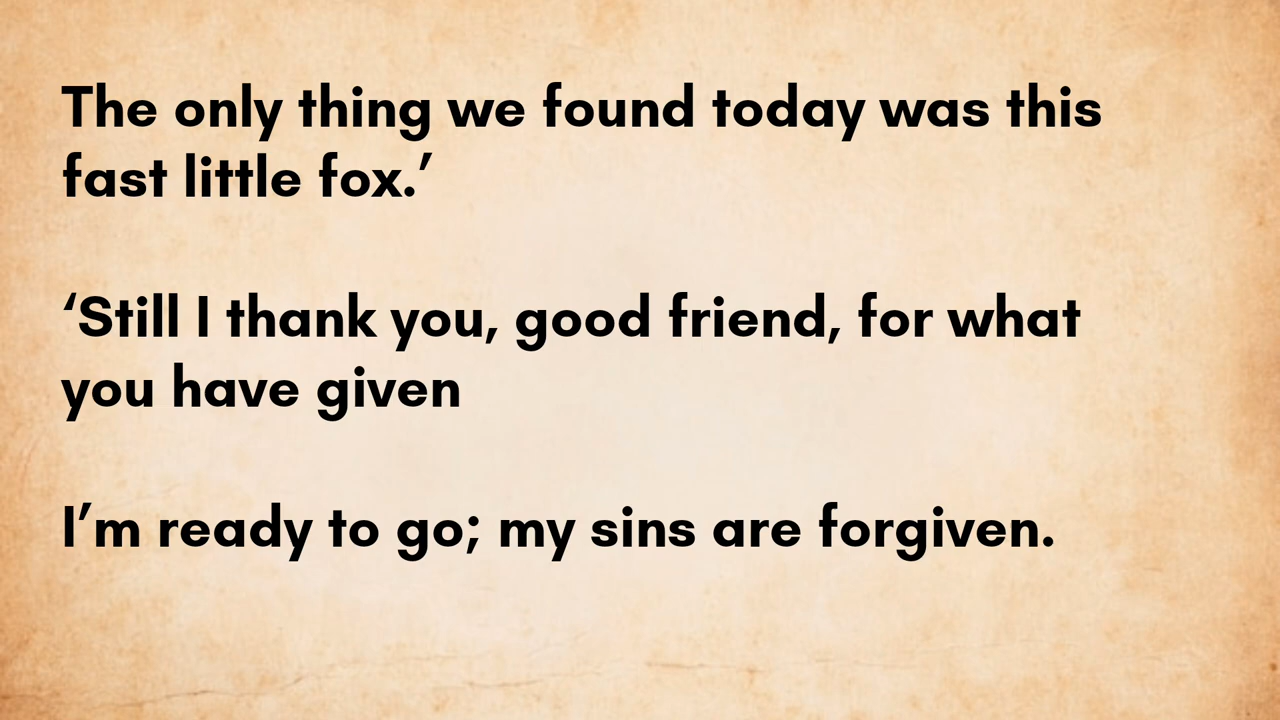 The only thing we found today was this
fast little fox.’
‘Still I thank you, good friend, for what
you have given
I’m ready to go; my sins are forgiven.